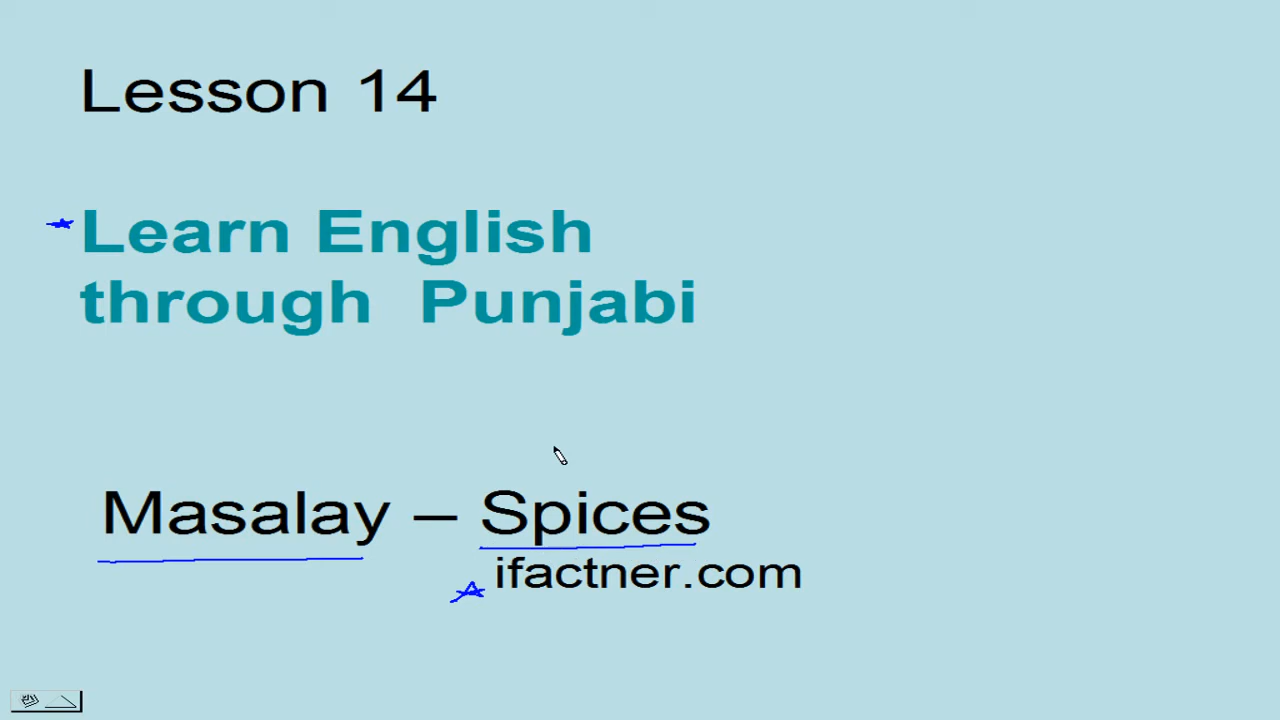 Lesson 14
Learn English
through Punjabi
Masalay – Spices
ifactner.com